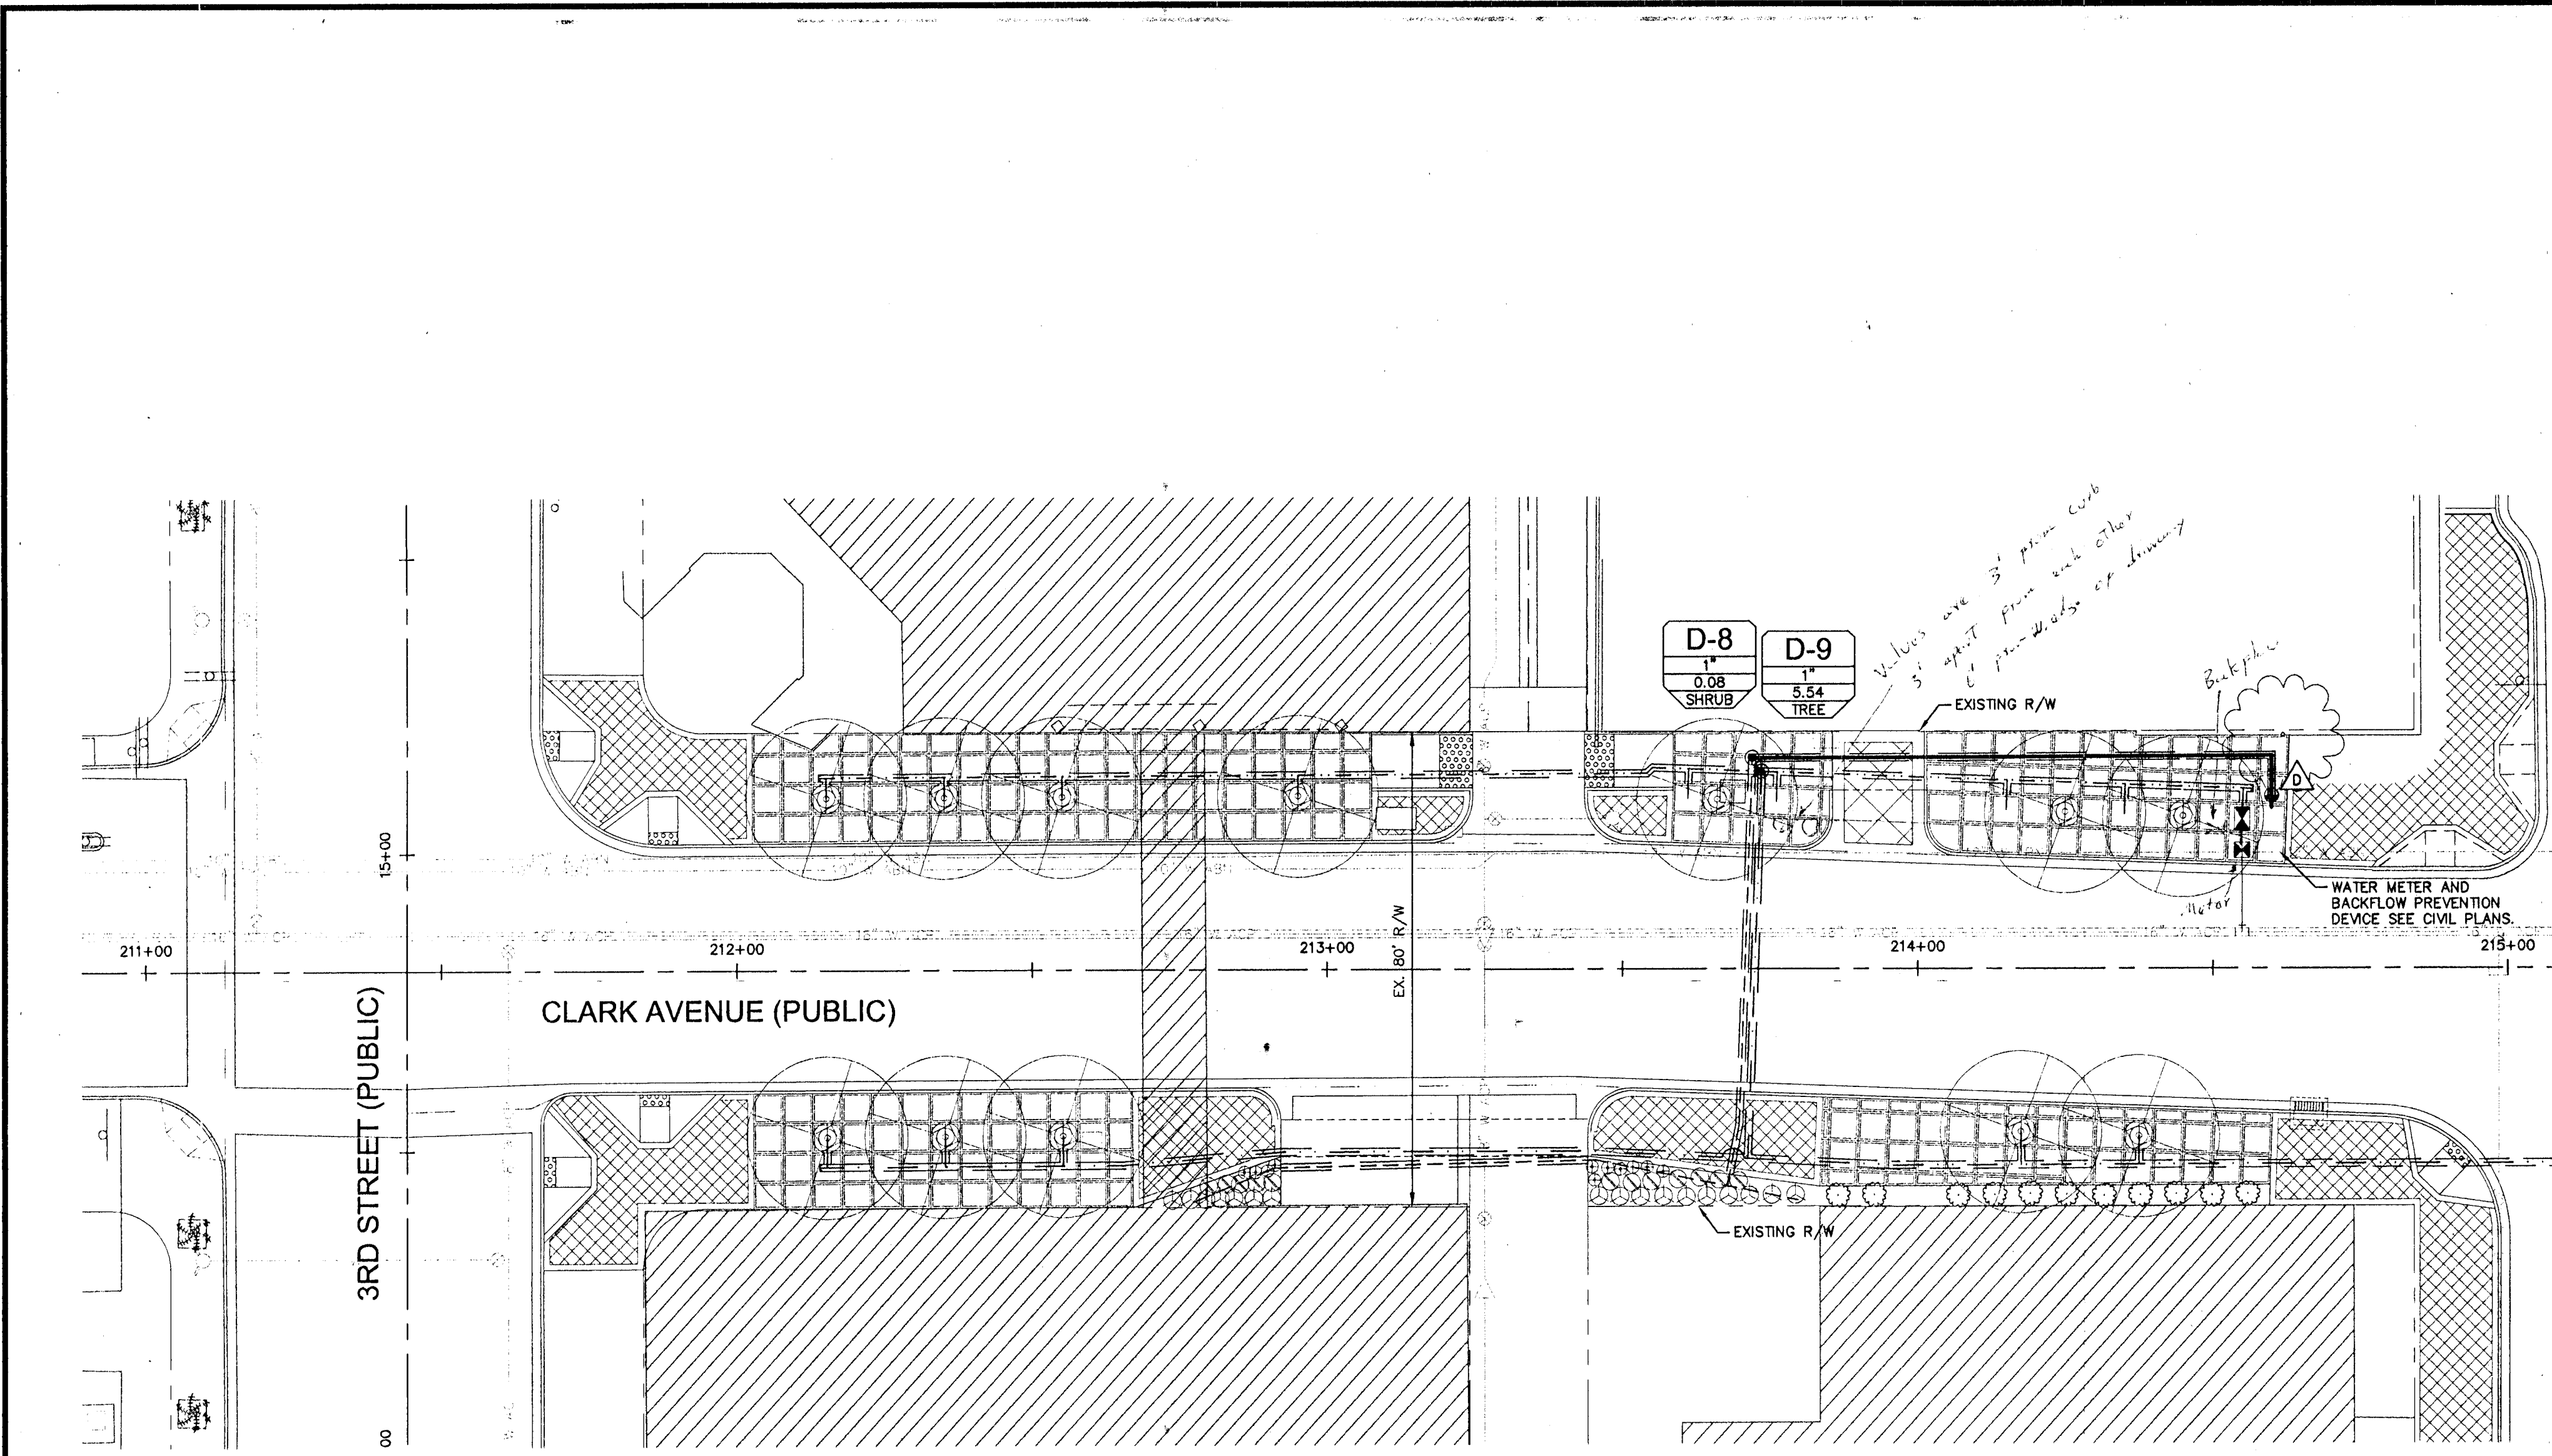 valves are 3' from curb
3' apart from each other
6' from W. edge of driveway
D-8
1"
0.08
SHRUB
D-9
1"
5.54
TREE
EXISTING R/W
D
15+00
EX. 80' R/W
WATER METER AND
BACKFLOW PREVENTION
DEVICE SEE CIVIL PLANS.
211+00
212+00
213+00
214+00
215+00
CLARK AVENUE (PUBLIC)
3RD STREET (PUBLIC)
EXISTING R/W
00